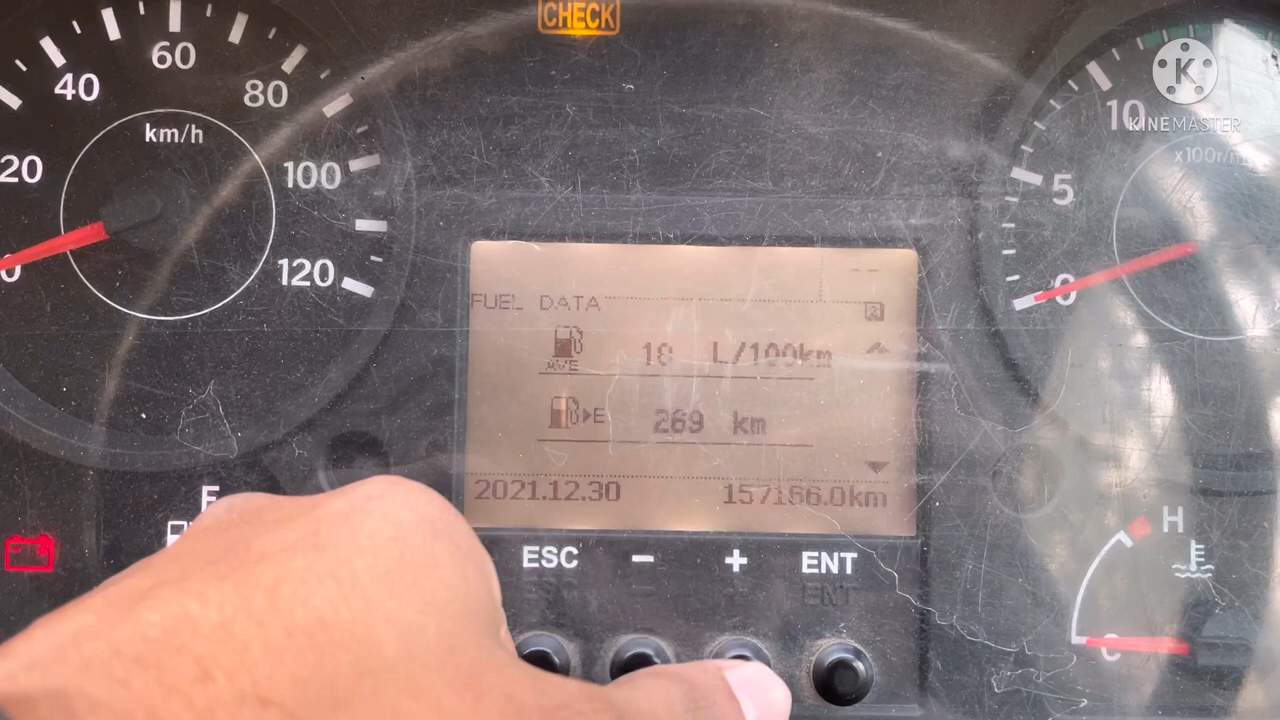 CHECK
60
40
80
km/h
20
100
0
120
10
KINEMASTER
x100r/m
5
0
FUEL DATA
AVE 18 L/100km
E 269 km
2021.12.30 157166.0km
F
ESC - + ENT
H
C